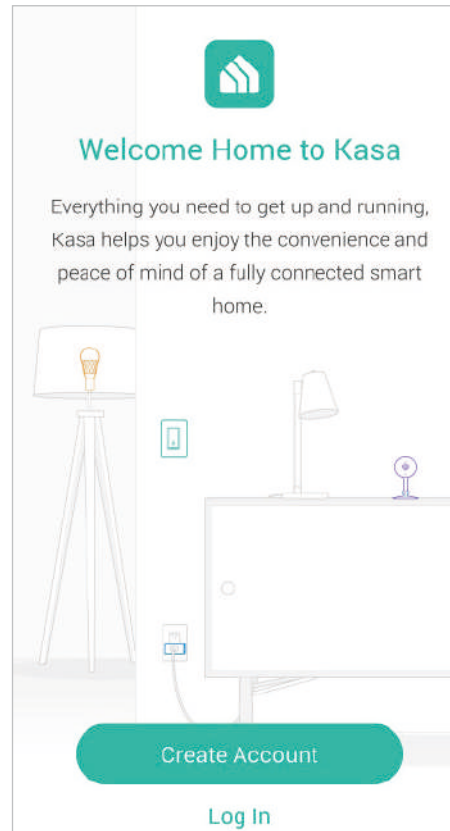 Welcome Home to Kasa
Everything you need to get up and running,
Kasa helps you enjoy the convenience and
peace of mind of a fully connected smart
home.
Create Account
Log In